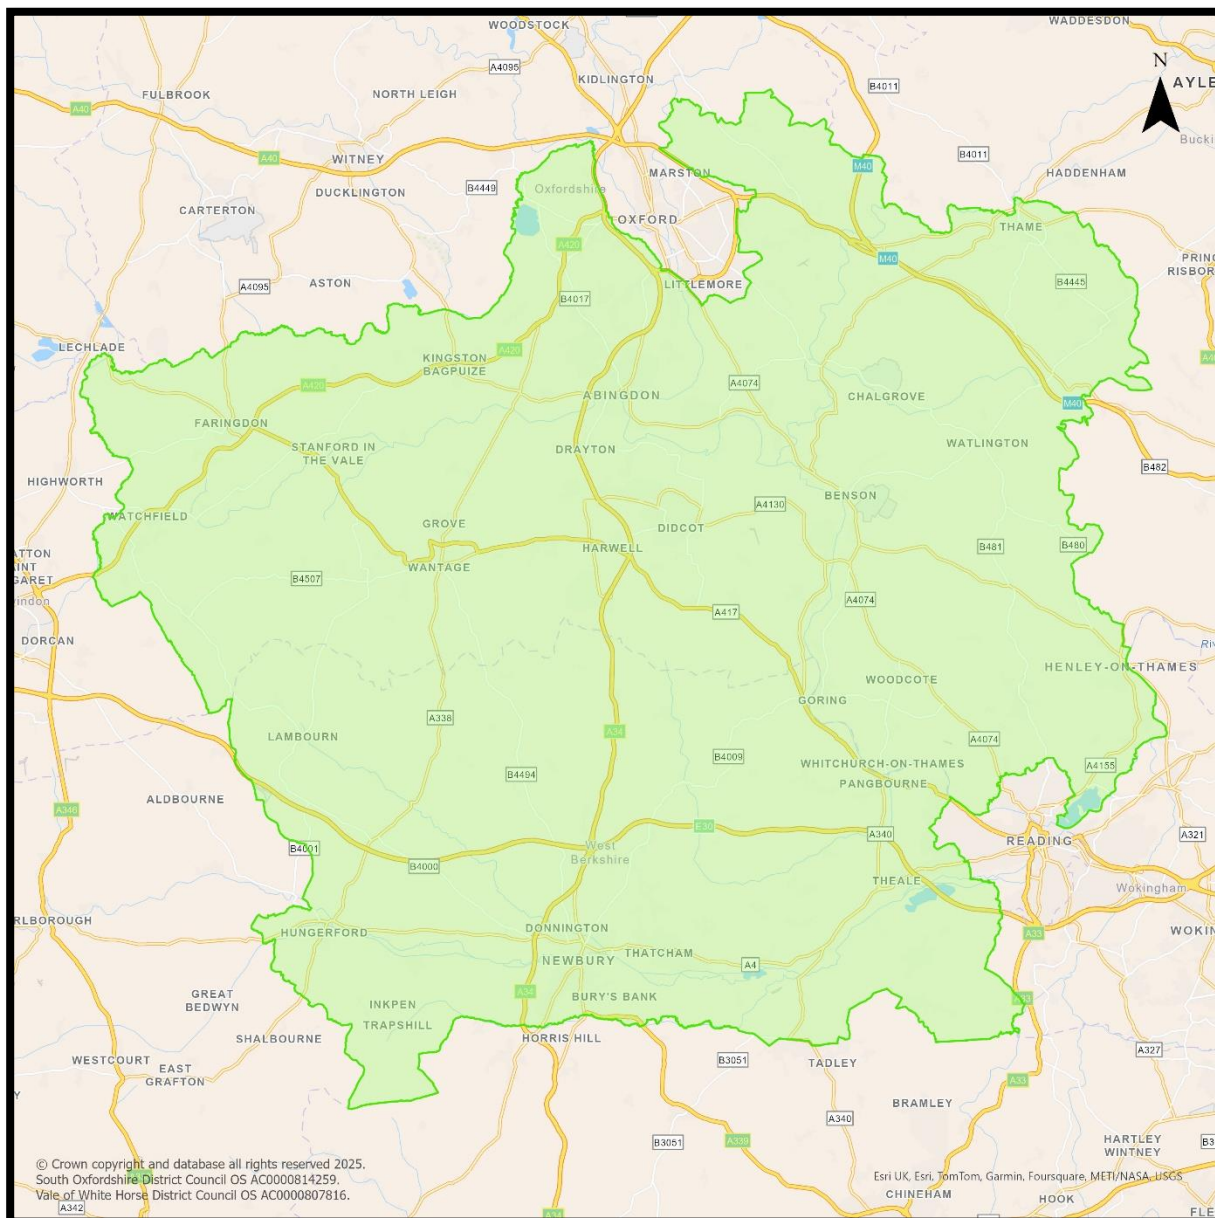 WOODSTOCK
WADDESDON
A4095
KIDLINGTON
N
AYLE
FULBROOK
NORTH LEIGH
B4011
A40
Bucki
A40
WITNEY
MARSTON
B4011
M40
HADDENHAM
DUCKLINGTON
B4449
Oxfordshire
CARTERTON
OXFORD
THAME
A420
M40
PRINC
RISBOR
A4095
ASTON
LITTLEMORE
B4445
B4017
LECHLADE
KINGSTON
BAGPUIZE
A420
A420
A4074
ABINGDON
CHALGROVE
M40
FARINGDON
STANFORD IN
THE VALE
DRAYTON
WATLINGTON
B482
HIGHWORTH
BENSON
WATCHFIELD
GROVE
DIDCOT
A4130
HARWELL
B481
B480
ATTON
AINT
GARET
WANTAGE
B4507
A4074
A417
DORCAN
HENLEY-ON-THAMES
WOODCOTE
GORING
A338
LAMBOURN
A34
A4074
B4009
WHITCHURCH-ON-THAMES
A4155
B4494
PANGBOURNE
ALDBOURNE
A346
E30
A340
A321
B4001
West
Berkshire
READING
B4000
THEALE
Wokingham
RLBOROUGH
HUNGERFORD
DONNINGTON
A33
WOKIN
THATCHAM
NEWBURY
A4
GREAT
BEDWYN
INKPEN
A34
BURY'S BANK
A33
TRAPSHILL
SHALBOURNE
HORRIS HILL
A327
WESTCOURT
EAST
GRAFTON
B3051
TADLEY
A33
BRAMLEY
A340
B3051
A339
HARTLEY
WINTNEY
© Crown copyright and database all rights reserved 2025.
South Oxfordshire District Council OS AC0000814259.
Vale of White Horse District Council OS AC0000807816.
Esri UK, Esri, TomTom, Garmin, Foursquare, METI/NASA, USGS
CHINEHAM
HOOK
A342
A34
FLE